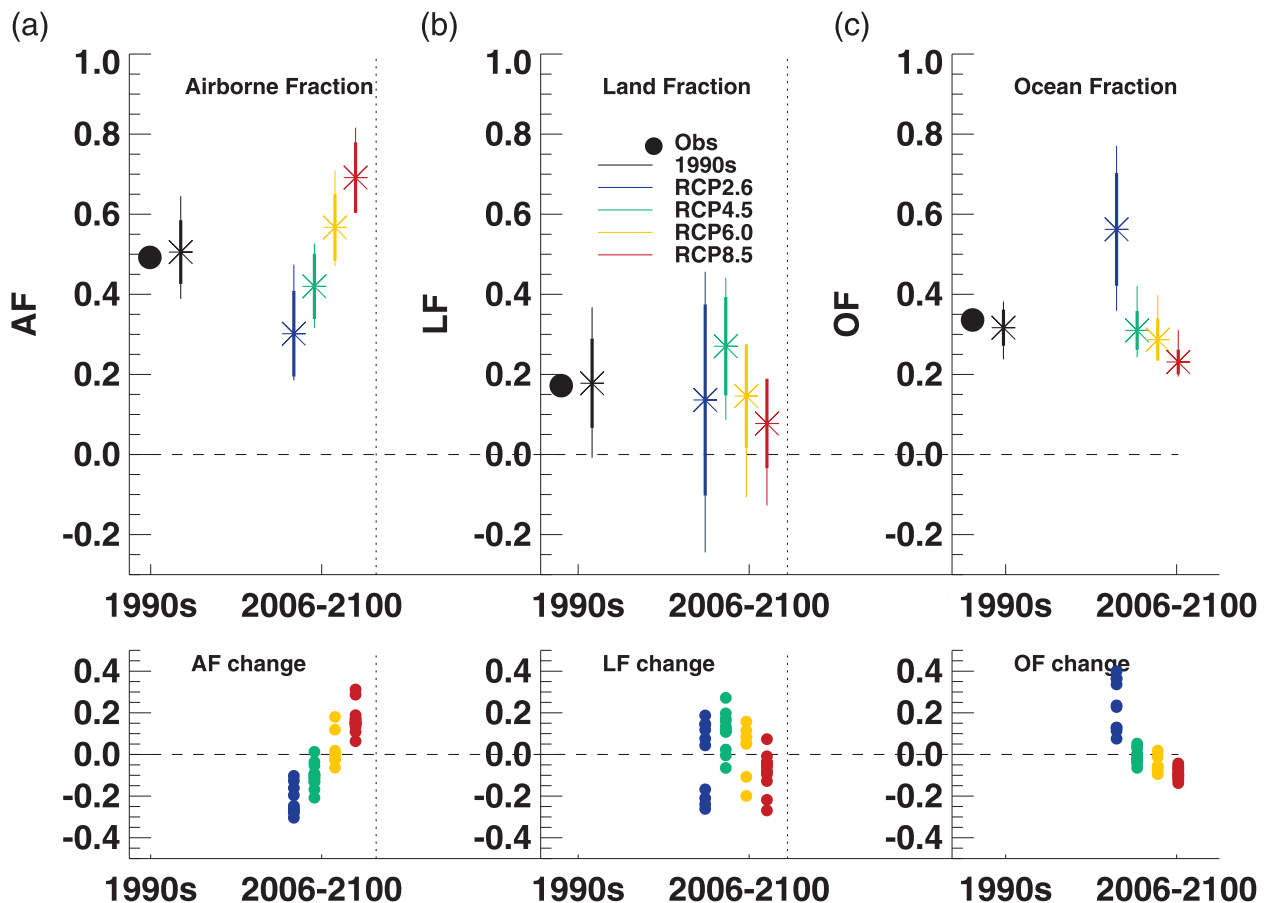 (a)
(b)
(c)
1.0
0.8
0.6
0.4
0.2
0.0
-0.2
AF
Airborne Fraction
1990s
2006-2100
1.0
0.8
0.6
0.4
0.2
0.0
-0.2
LF
Land Fraction
Obs
1990s
RCP2.6
RCP4.5
RCP6.0
RCP8.5
1990s
2006-2100
1.0
0.8
0.6
0.4
0.2
0.0
-0.2
OF
Ocean Fraction
1990s
2006-2100
AF change
0.4
0.2
0.0
-0.2
-0.4
1990s
2006-2100
LF change
0.4
0.2
0.0
-0.2
-0.4
1990s
2006-2100
OF change
0.4
0.2
0.0
-0.2
-0.4
1990s
2006-2100